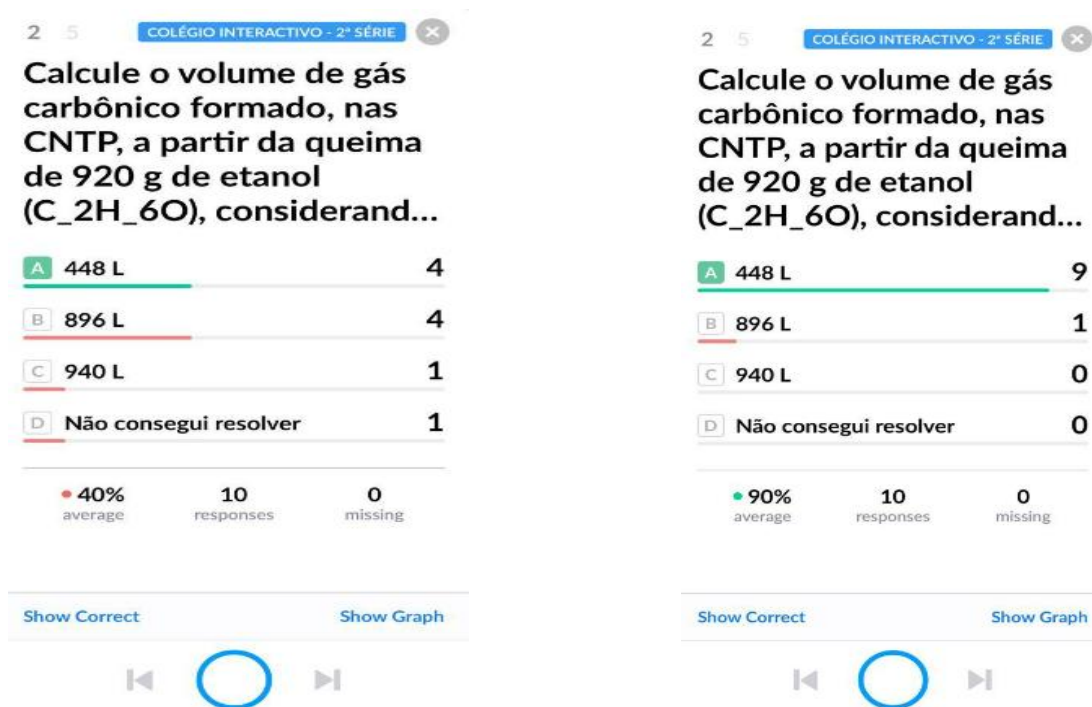 2 5 COLÉGIO INTERACTIVO - 2ª SÉRIE
Calcule o volume de gás
carbônico formado, nas
CNTP, a partir da queima
de 920 g de etanol
(C_2H_6O), considerand...
A 448 L 4
B 896 L 4
C 940 L 1
D Não consegui resolver 1
40% 10 0
average responses missing
Show Correct Show Graph
2 5 COLÉGIO INTERACTIVO - 2ª SÉRIE
Calcule o volume de gás
carbônico formado, nas
CNTP, a partir da queima
de 920 g de etanol
(C_2H_6O), considerand...
A 448 L 9
B 896 L 1
C 940 L 0
D Não consegui resolver 0
90% 10 0
average responses missing
Show Correct Show Graph